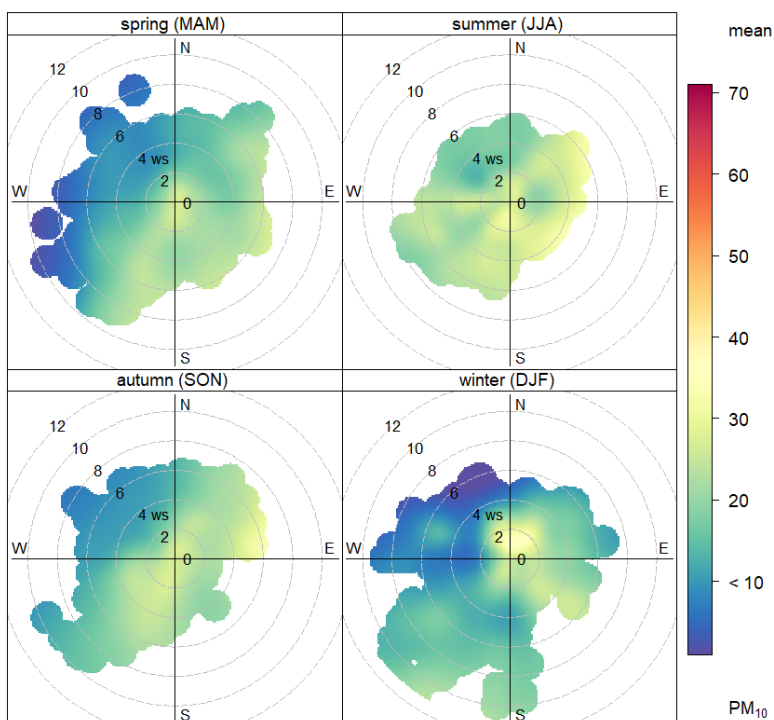 spring (MAM)
N
12
10
8
6
4 ws
2
0
W
E
S
summer (JJA)
N
12
10
8
6
4 ws
2
0
W
E
S
autumn (SON)
N
12
10
8
6
4 ws
2
0
W
E
S
winter (DJF)
N
12
10
8
6
4 ws
2
0
W
E
S
mean
70
60
50
40
30
20
< 10
PM₁₀